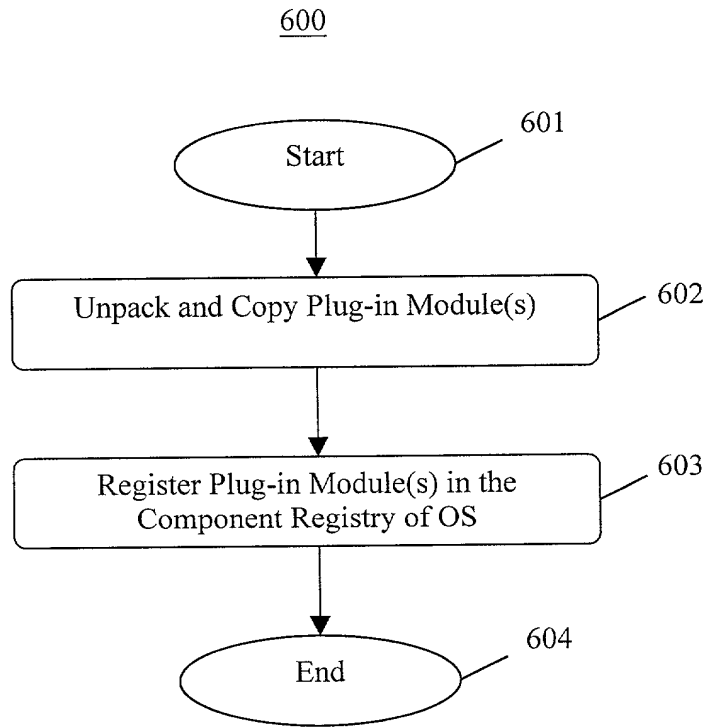 600
601
Start
602
Unpack and Copy Plug-in Module(s)
603
Register Plug-in Module(s) in the
Component Registry of OS
604
End